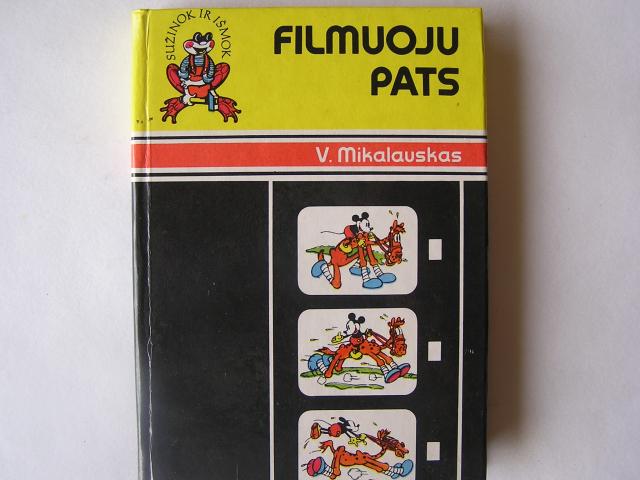 SUŽINOK IR IŠMOK
FILMUOJU
PATS
V. Mikalauskas